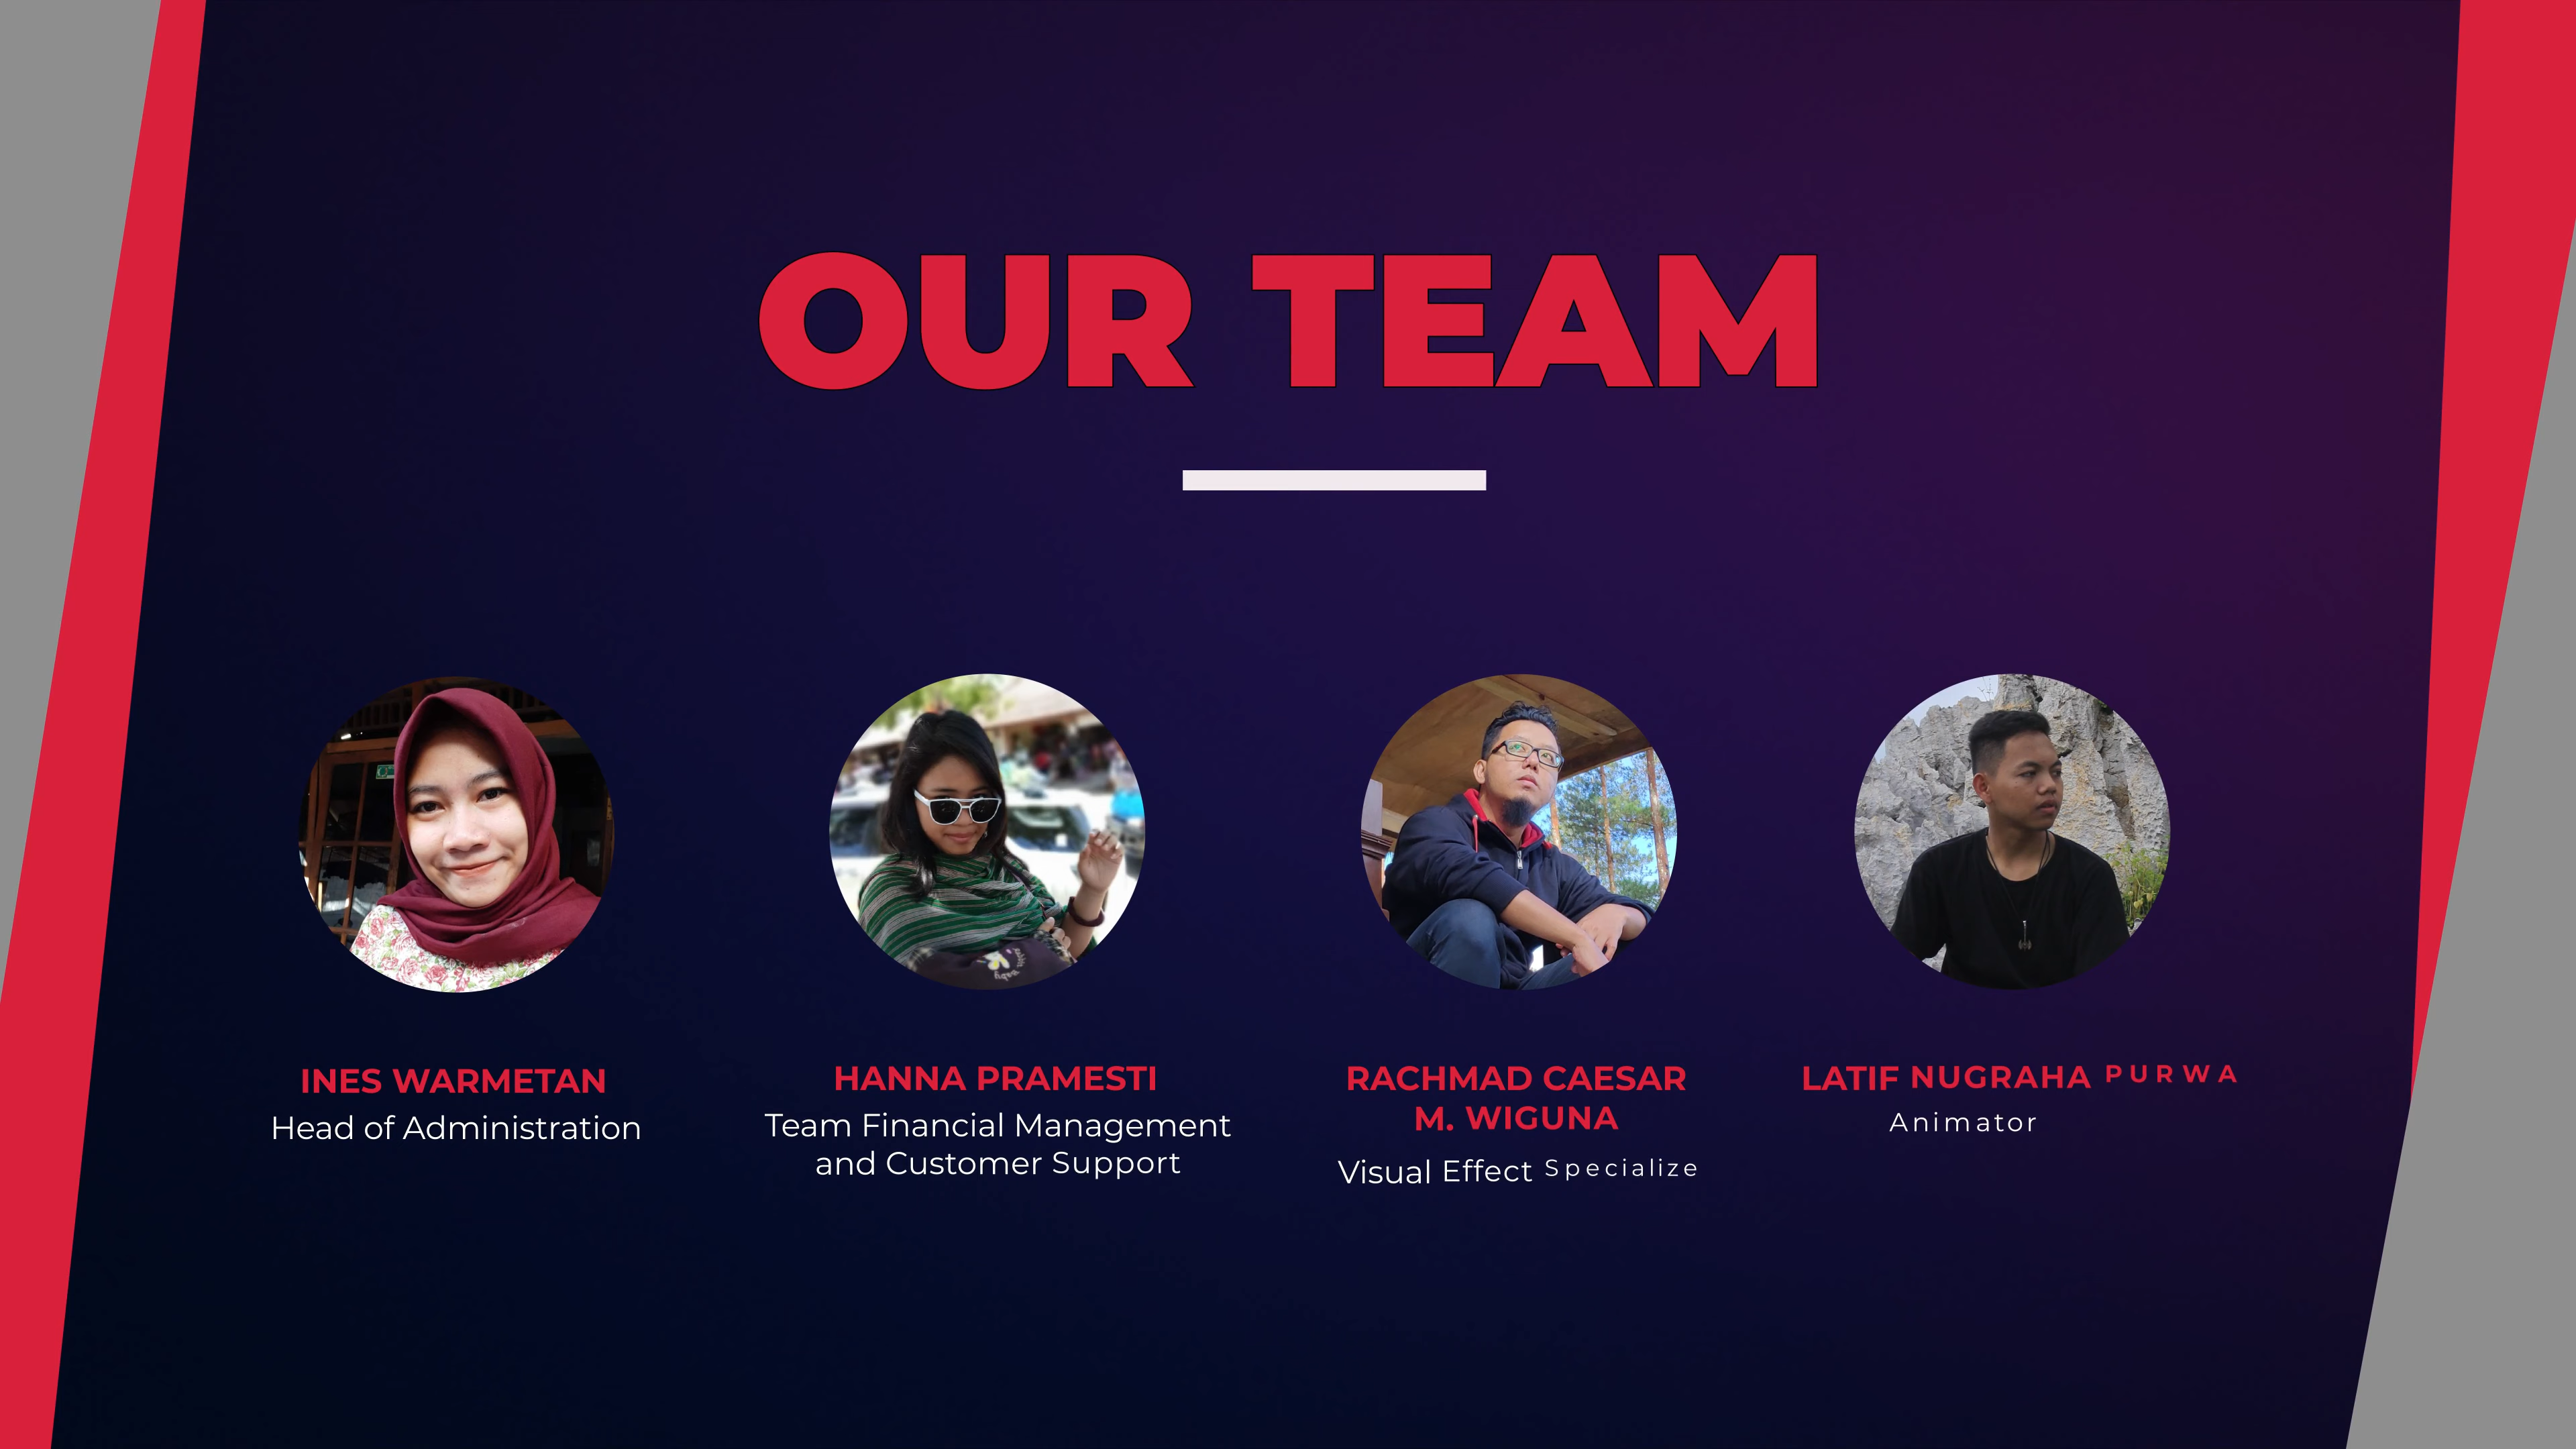 OUR TEAM
INES WARMETAN
Head of Administration
HANNA PRAMESTI
Team Financial Management
and Customer Support
RACHMAD CAESAR
M. WIGUNA
Visual Effect Specialize
LATIF NUGRAHA PURWA
Animator